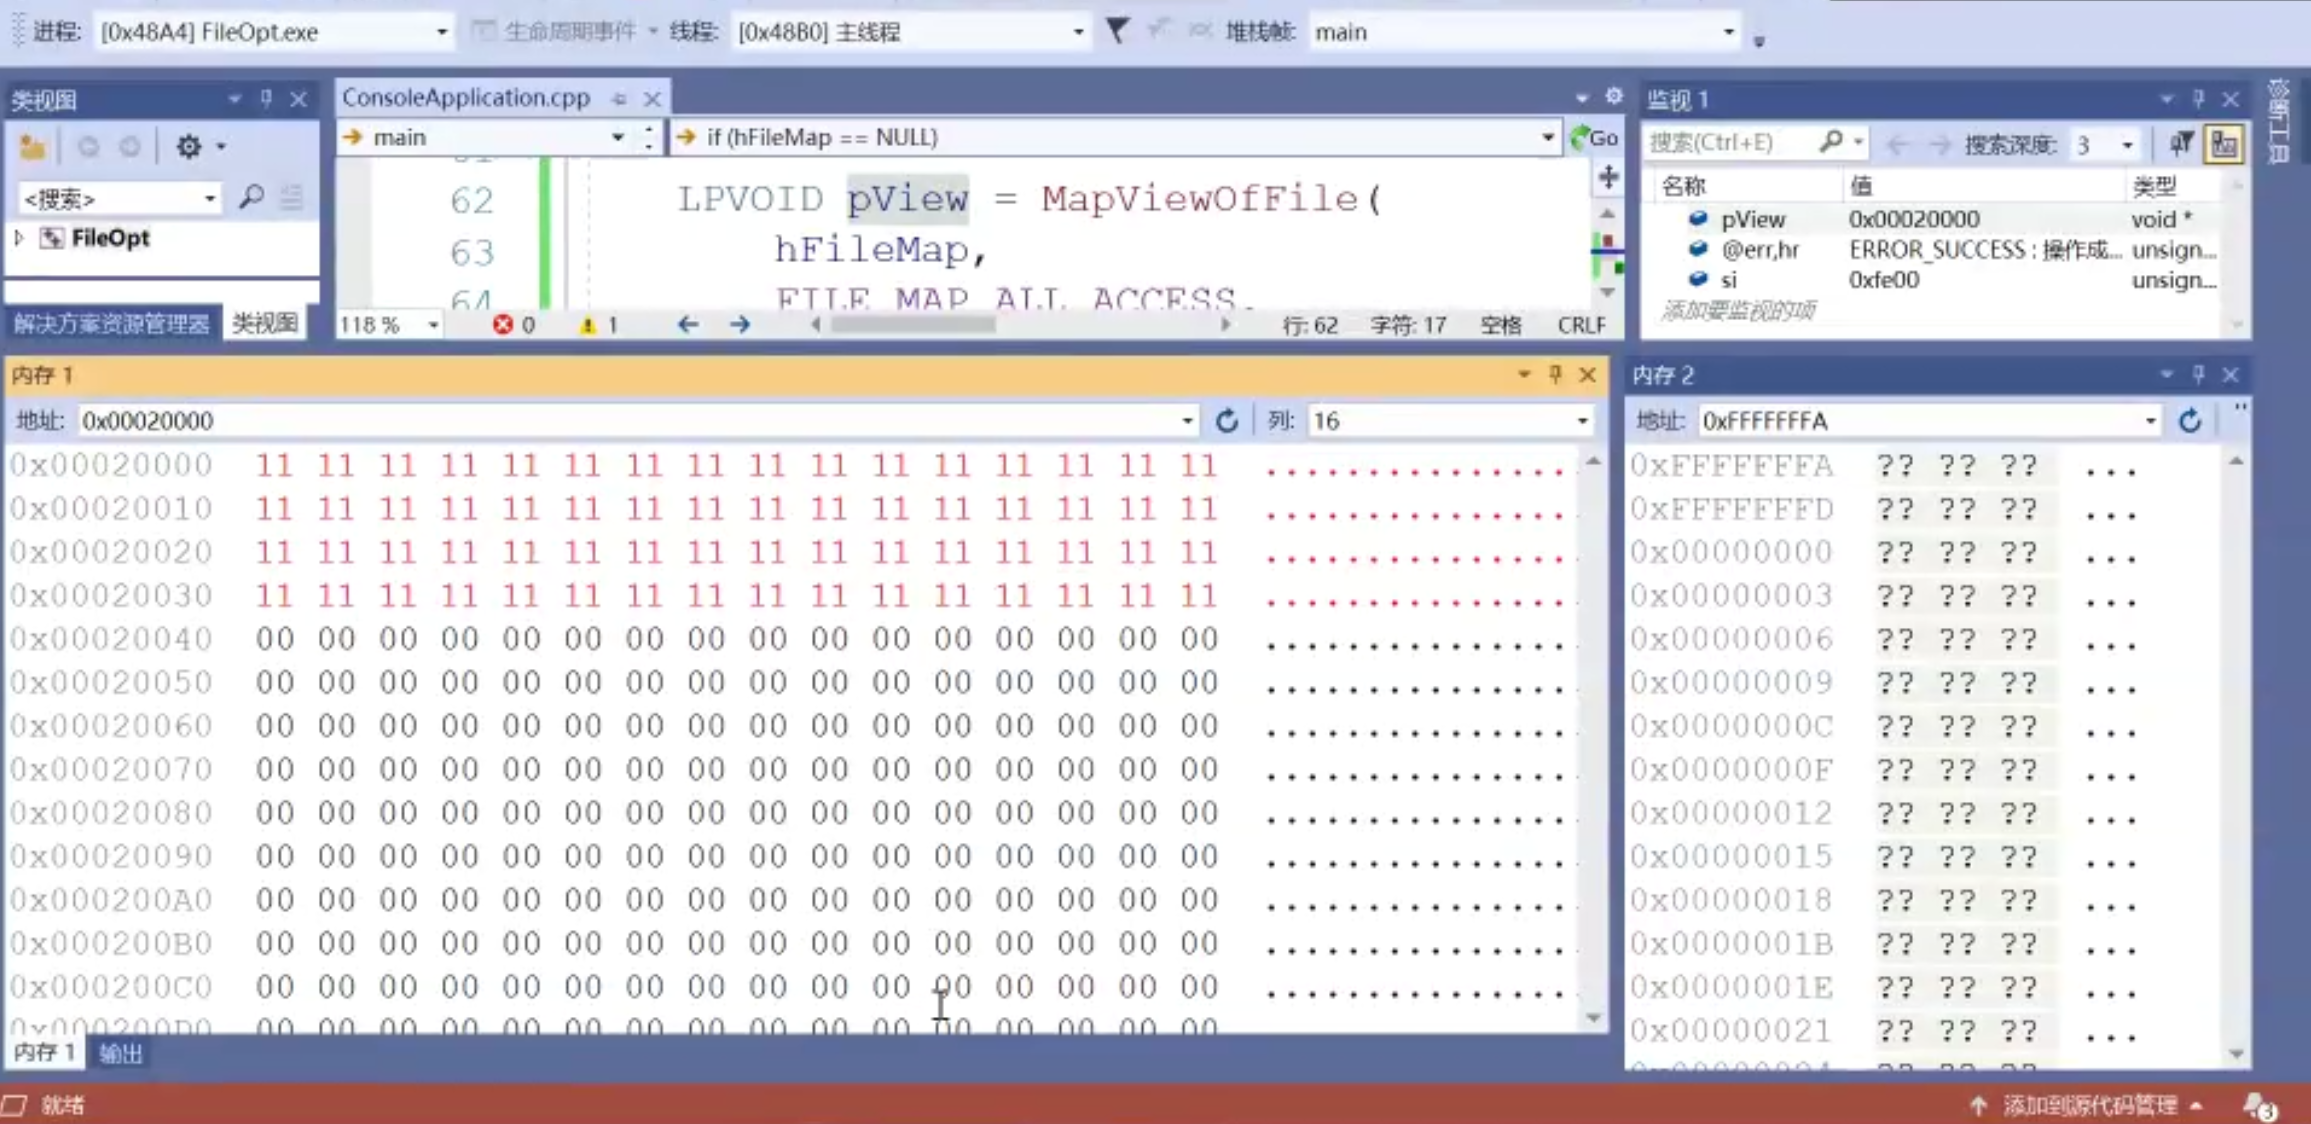 进程: [0x48A4] FileOpt.exe 生命周期事件 线程: [0x48B0] 主线程 堆栈帧: main
类视图
<搜索>
FileOpt
解决方案资源管理器 类视图
ConsoleApplication.cpp
main if (hFileMap == NULL) Go
62 LPVOID pView = MapViewOfFile(
63 hFileMap,
64 FILE_MAP_ALL_ACCESS,
118 % 0 1 行: 62 字符: 17 空格 CRLF
监视 1
搜索(Ctrl+E) 搜索深度: 3
名称 值 类型
pView 0x00020000 void *
@err,hr ERROR_SUCCESS : 操作成... unsign...
si 0xfe00 unsign...
添加要监视的项
诊断工具
内存 1
地址: 0x00020000 列: 16
0x00020000 11 11 11 11 11 11 11 11 11 11 11 11 11 11 11 11 ...............
0x00020010 11 11 11 11 11 11 11 11 11 11 11 11 11 11 11 11 ...............
0x00020020 11 11 11 11 11 11 11 11 11 11 11 11 11 11 11 11 ...............
0x00020030 11 11 11 11 11 11 11 11 11 11 11 11 11 11 11 11 ...............
0x00020040 00 00 00 00 00 00 00 00 00 00 00 00 00 00 00 00 ...............
0x00020050 00 00 00 00 00 00 00 00 00 00 00 00 00 00 00 00 ...............
0x00020060 00 00 00 00 00 00 00 00 00 00 00 00 00 00 00 00 ...............
0x00020070 00 00 00 00 00 00 00 00 00 00 00 00 00 00 00 00 ...............
0x00020080 00 00 00 00 00 00 00 00 00 00 00 00 00 00 00 00 ...............
0x00020090 00 00 00 00 00 00 00 00 00 00 00 00 00 00 00 00 ...............
0x000200A0 00 00 00 00 00 00 00 00 00 00 00 00 00 00 00 00 ...............
0x000200B0 00 00 00 00 00 00 00 00 00 00 00 00 00 00 00 00 ...............
0x000200C0 00 00 00 00 00 00 00 00 00 00 00 00 00 00 00 00 ...............
0x000200D0 00 00 00 00 00 00 00 00 00 00 00 00 00 00 00 00
内存 1 输出
内存 2
地址: 0xFFFFFFFA
0xFFFFFFFA ?? ?? ?? ...
0xFFFFFFFD ?? ?? ?? ...
0x00000000 ?? ?? ?? ...
0x00000003 ?? ?? ?? ...
0x00000006 ?? ?? ?? ...
0x00000009 ?? ?? ?? ...
0x0000000C ?? ?? ?? ...
0x0000000F ?? ?? ?? ...
0x00000012 ?? ?? ?? ...
0x00000015 ?? ?? ?? ...
0x00000018 ?? ?? ?? ...
0x0000001B ?? ?? ?? ...
0x0000001E ?? ?? ?? ...
0x00000021 ?? ?? ?? ...
就绪 添加到源代码管理 3